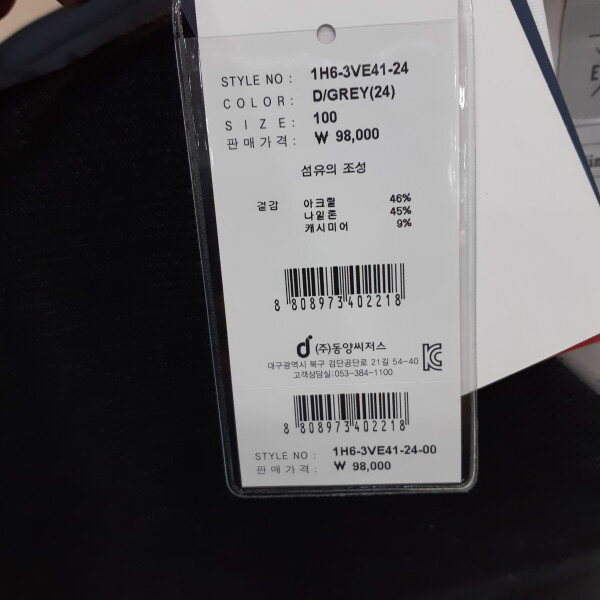 STYLE NO : 1H6-3VE41-24
COLOR: D/GREY(24)
SIZE: 100
판매가격: ₩ 98,000
섬유의 조성
겉감 아크릴 46%
나일론 45%
캐시미어 9%
8 808973 402218
(주)동양씨저스
대구광역시 북구 검단공단로 21길 54-40
고객상담실:053-384-1100
8 808973 402218
STYLE NO : 1H6-3VE41-24-00
판매가격: ₩ 98,000